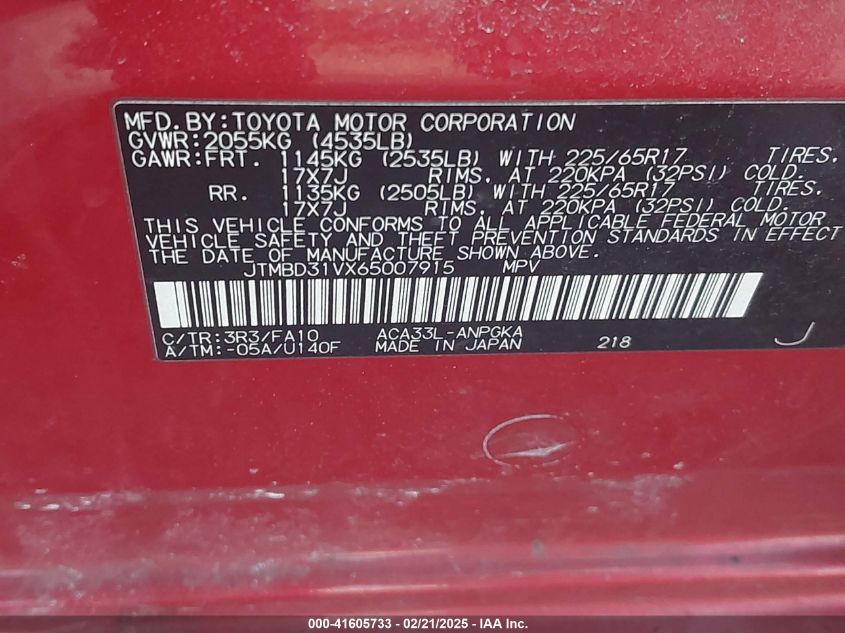 MFD.BY:TOYOTA MOTOR CORPORATION
GVWR:2055KG (4535LB)
GAWR:FRT. 1145KG (2535LB) WITH 225/65R17 TIRES.
17X7J RIMS. AT 220KPA (32PSI) COLD.
RR. 1135KG (2505LB) WITH 225/65R17 TIRES.
17X7J RIMS. AT 220KPA (32PSI) COLD.
THIS VEHICLE CONFORMS TO ALL APPLICABLE FEDERAL MOTOR
VEHICLE SAFETY AND THEFT PREVENTION STANDARDS IN EFFECT
THE DATE OF MANUFACTURE SHOWN ABOVE.
JTMBD31VX65007915 MPV
C/TR:3R3/FA10 ACA33L-ANPGKA
A/TM:-05A/U140F MADE IN JAPAN 218 J
000-41605733 - 02/21/2025 - IAA Inc.